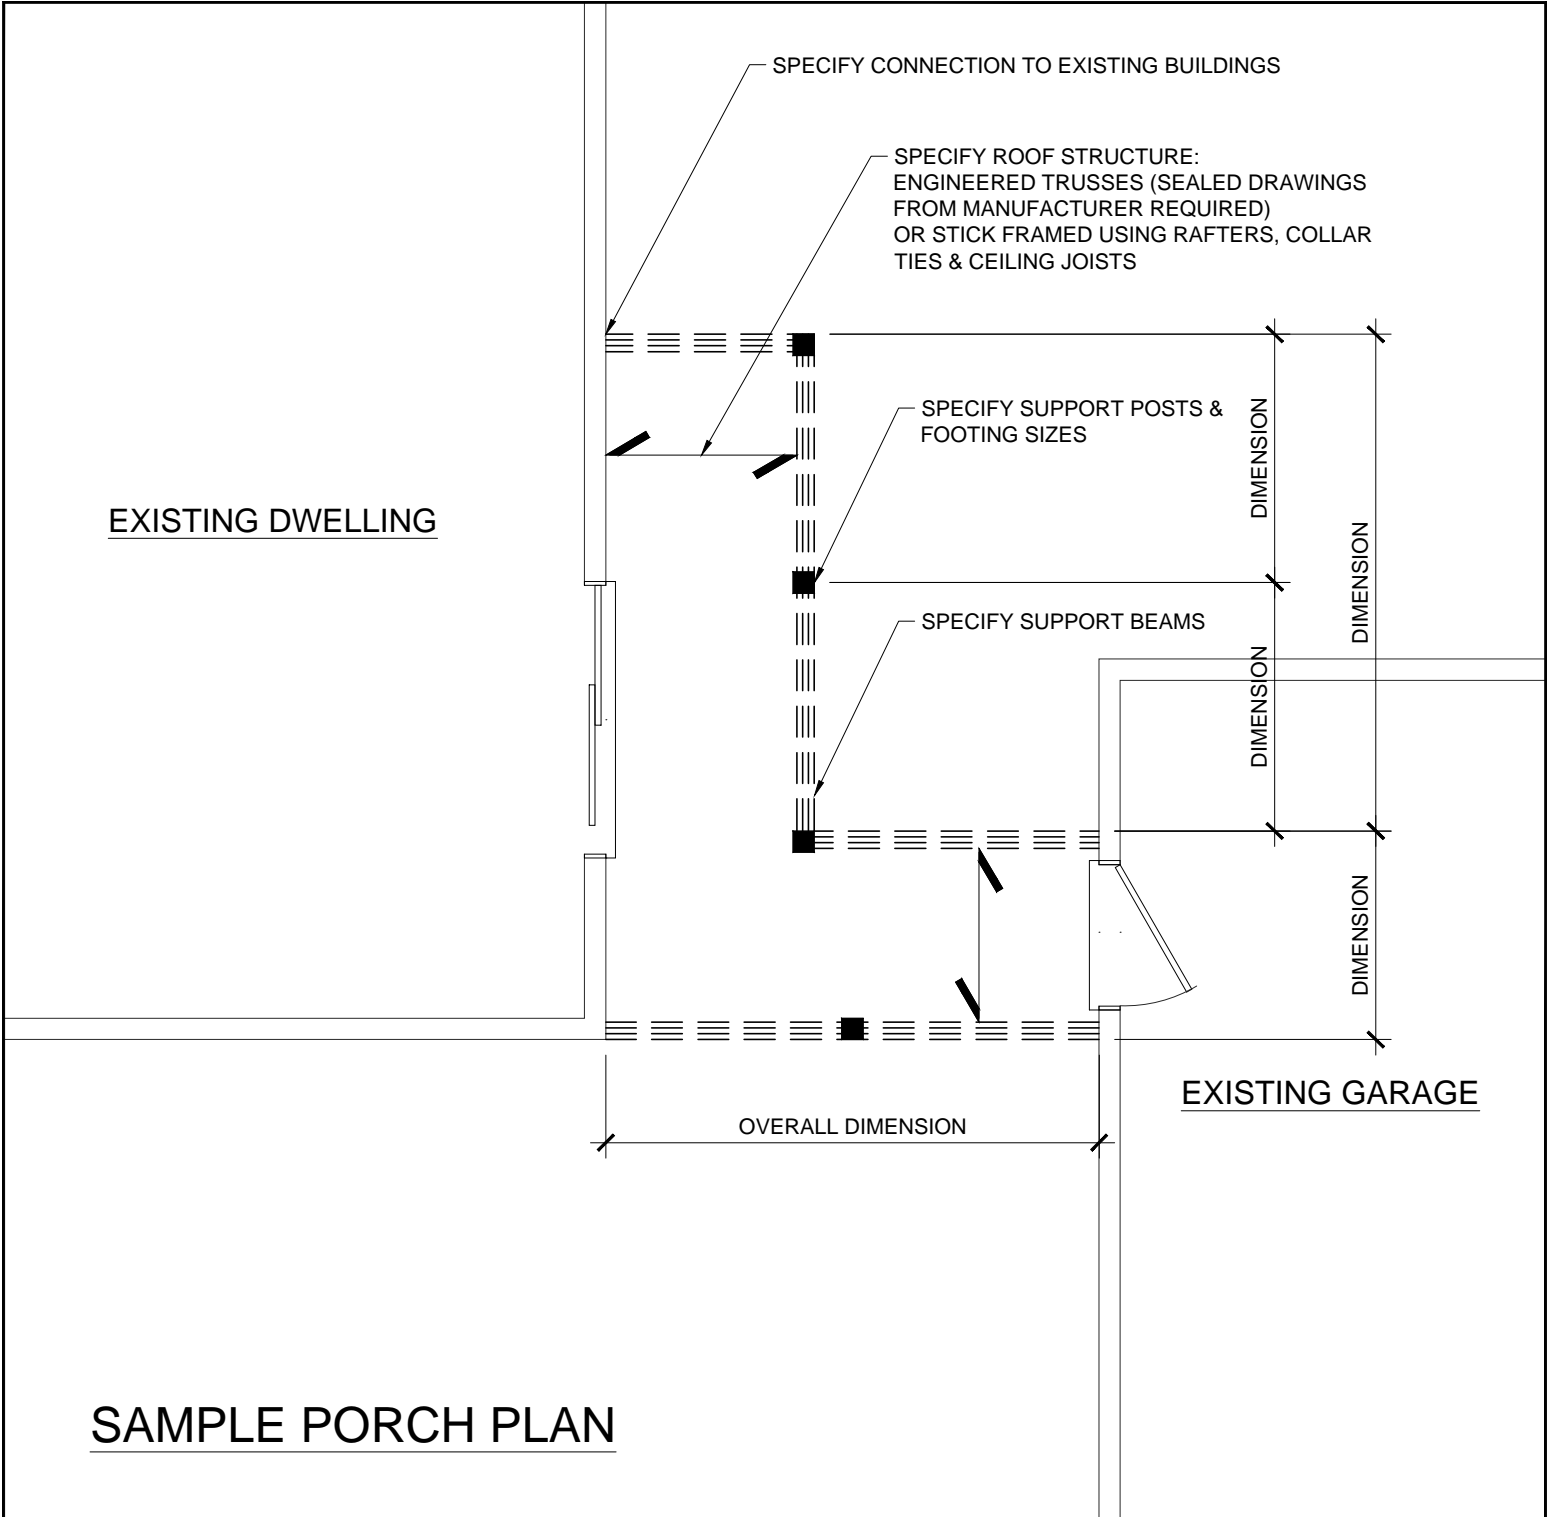 SPECIFY CONNECTION TO EXISTING BUILDINGS
SPECIFY ROOF STRUCTURE:
ENGINEERED TRUSSES (SEALED DRAWINGS
FROM MANUFACTURER REQUIRED)
OR STICK FRAMED USING RAFTERS, COLLAR
TIES & CEILING JOISTS
SPECIFY SUPPORT POSTS &
FOOTING SIZES
DIMENSION
EXISTING DWELLING
DIMENSION
SPECIFY SUPPORT BEAMS
DIMENSION
DIMENSION
EXISTING GARAGE
OVERALL DIMENSION
SAMPLE PORCH PLAN